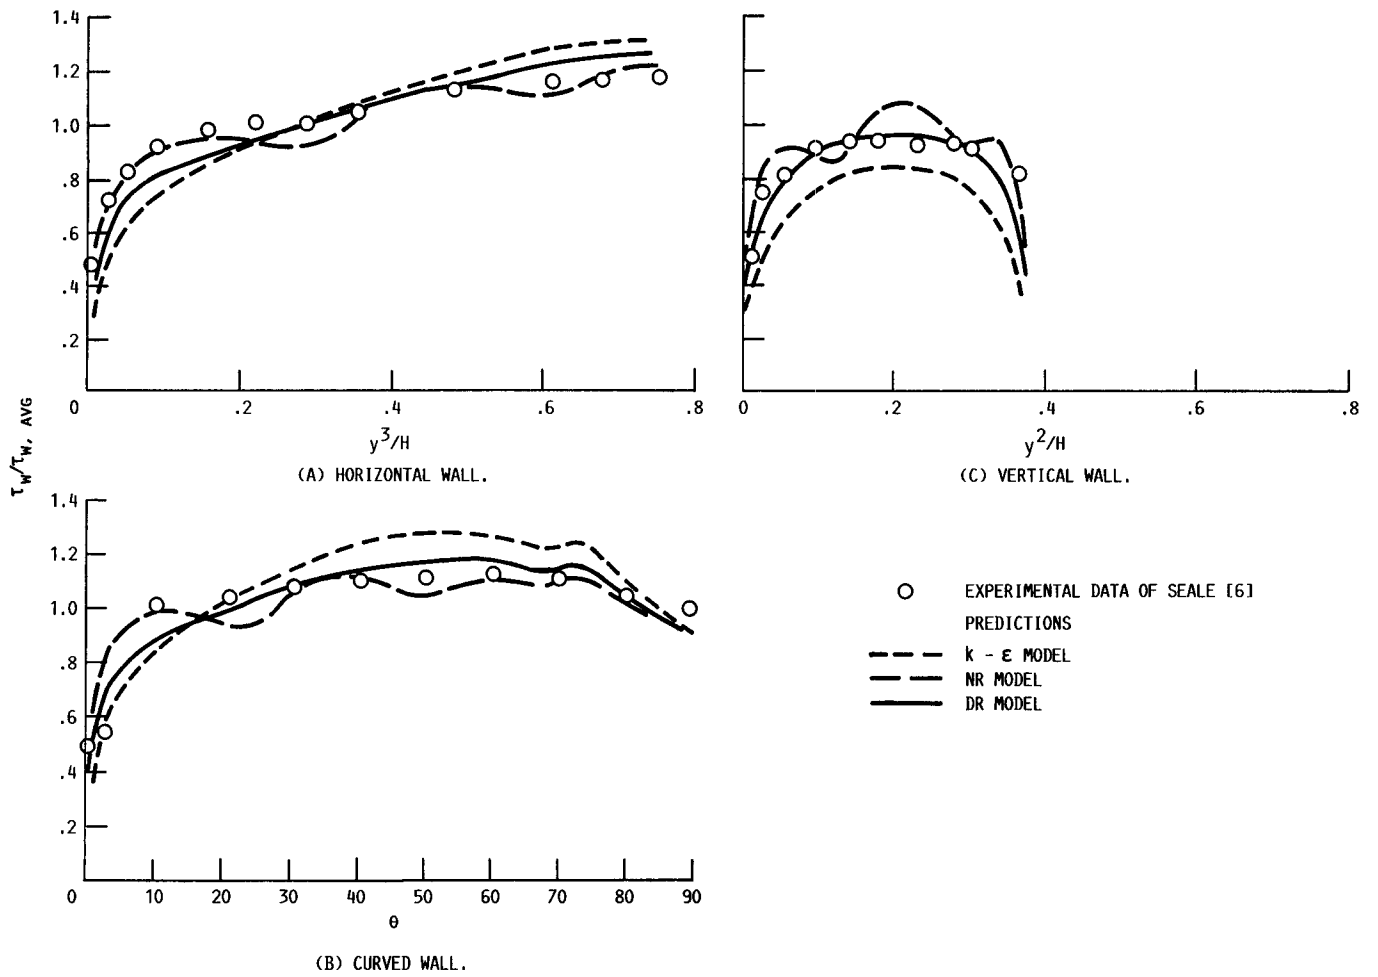 1.4
1.2
1.0
.8
.6
.4
.2
0 .2 .4 .6 .8
y³/H
(A) HORIZONTAL WALL.
0 .2 .4 .6 .8
y²/H
(C) VERTICAL WALL.
τW/τW, AVG
1.4
1.2
1.0
.8
.6
.4
.2
0 10 20 30 40 50 60 70 80 90
θ
(B) CURVED WALL.
EXPERIMENTAL DATA OF SEALE [6]
PREDICTIONS
k - ε MODEL
NR MODEL
DR MODEL